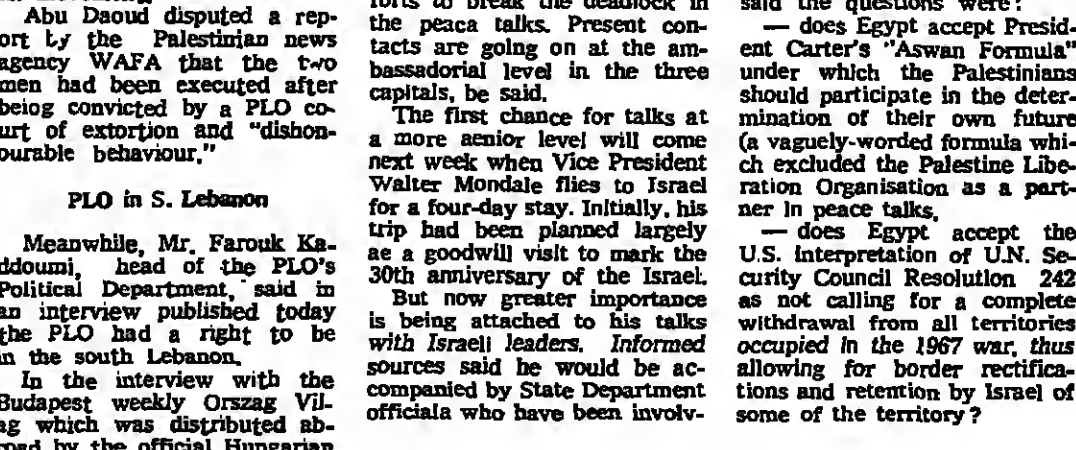 Abu Daoud disputed a rep-
ort by the Palestinian news
agency WAFA that the two
men had been executed after
being convicted by a PLO co-
urt of extortion and "dishon-
ourable behaviour."
PLO in S. Lebanon
Meanwhile, Mr. Farouk Ka-
ddoumi, head of the PLO's
Political Department, said in
an interview published today
the PLO had a right to be
in the south Lebanon.
In the interview with the
Budapest weekly Orszag Vil-
ag which was distributed ab-
road by the official Hungarian
forts to break the deadlock in
the peaca talks. Present con-
tacts are going on at the am-
bassadorial level in the three
capitals, be said.
The first chance for talks at
a more aenior level will come
next week when Vice President
Walter Mondale flies to Israel
for a four-day stay. Initially, his
trip had been planned largely
ae a goodwill visit to mark the
30th anniversary of the Israel.
But now greater importance
is being attached to his talks
with Israeli leaders. Informed
sources said he would be ac-
companied by State Department
officiala who have been involv-
said the questions were:
— does Egypt accept Presid-
ent Carter's "Aswan Formula"
under which the Palestinians
should participate in the deter-
mination of their own future
(a vaguely-worded formula whi-
ch excluded the Palestine Libe-
ration Organisation as a part-
ner in peace talks.
— does Egypt accept the
U.S. interpretation of U.N. Se-
curity Council Resolution 242
as not calling for a complete
withdrawal from all territories
occupied in the 1967 war, thus
allowing for border rectifica-
tions and retention by Israel of
some of the territory?